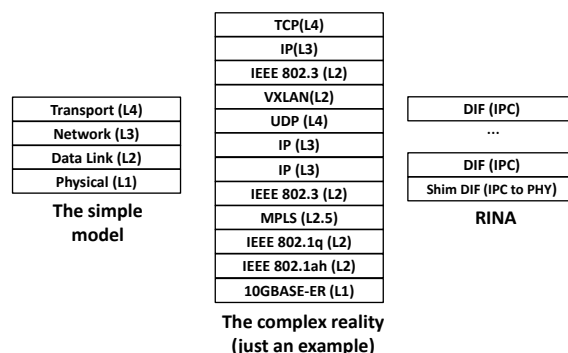 Transport (L4)
Network (L3)
Data Link (L2)
Physical (L1)
The simple
model
TCP(L4)
IP(L3)
IEEE 802.3 (L2)
VXLAN(L2)
UDP (L4)
IP (L3)
IP (L3)
IEEE 802.3 (L2)
MPLS (L2.5)
IEEE 802.1q (L2)
IEEE 802.1ah (L2)
10GBASE-ER (L1)
The complex reality
(just an example)
DIF (IPC)
...
DIF (IPC)
Shim DIF (IPC to PHY)
RINA